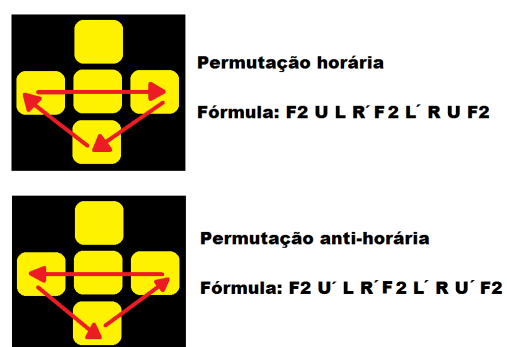 Permutação horária
Fórmula: F2 U L R´ F2 L´ R U F2
Permutação anti-horária
Fórmula: F2 U´ L R´ F2 L´ R U´ F2